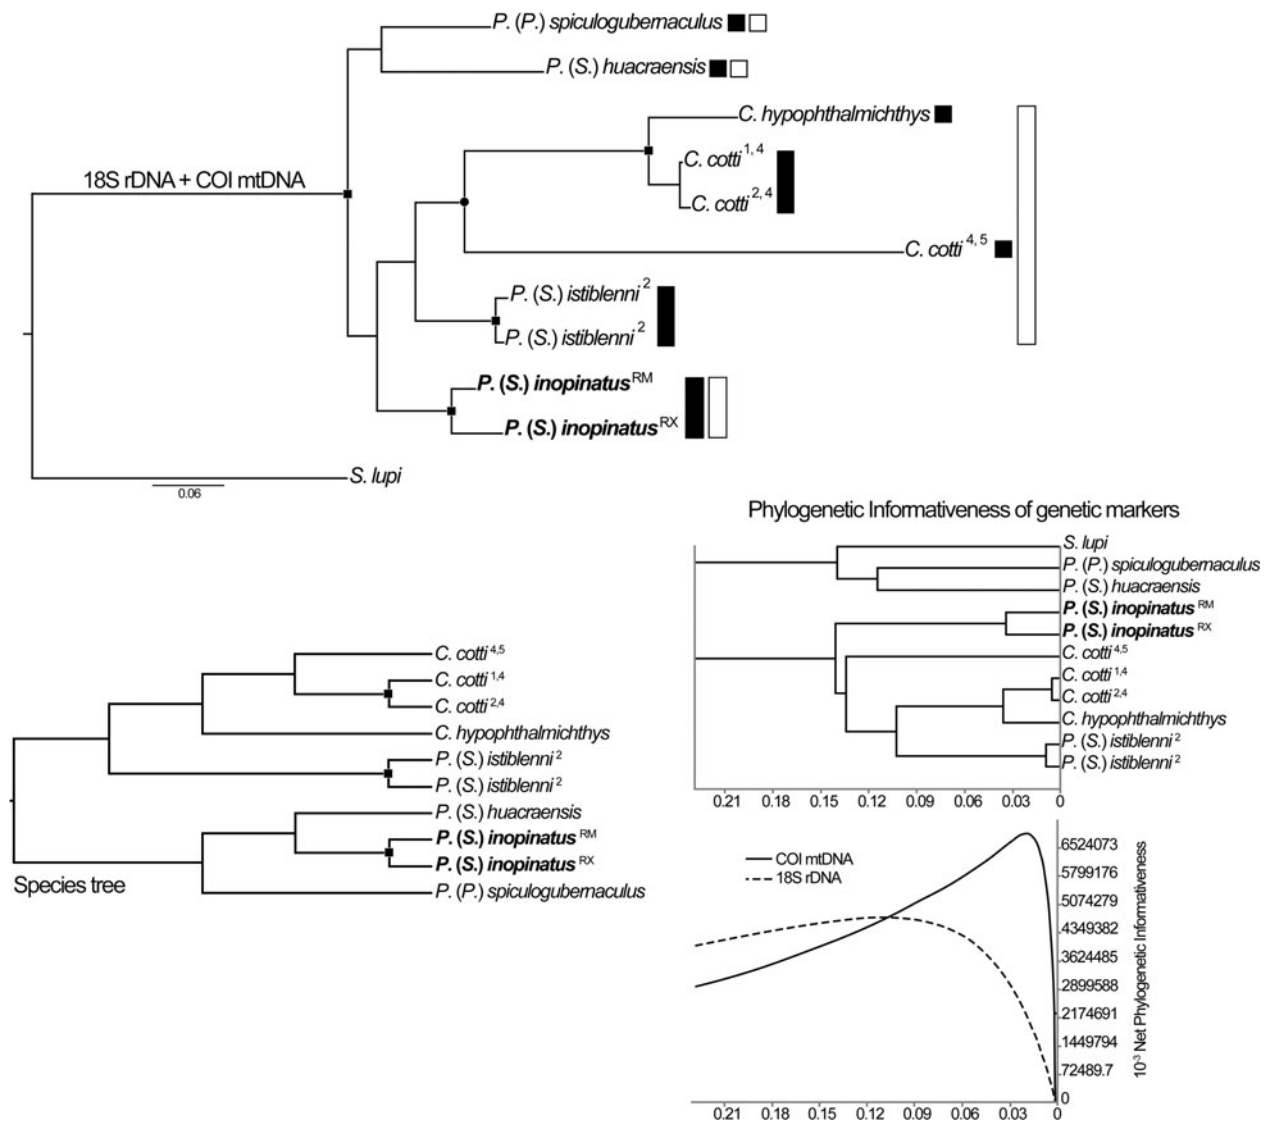 P. (P.) spiculogubernaculus
P. (S.) huacraensis
C. hypophthalmichthys
18S rDNA + COI mtDNA
C. cotti 1, 4
C. cotti 2, 4
C. cotti 4, 5
P. (S.) istiblenni 2
P. (S.) istiblenni 2
P. (S.) inopinatus RM
P. (S.) inopinatus RX
S. lupi
0.06
C. cotti 4,5
C. cotti 1,4
C. cotti 2,4
C. hypophthalmichthys
P. (S.) istiblenni 2
P. (S.) istiblenni 2
P. (S.) huacraensis
P. (S.) inopinatus RM
P. (S.) inopinatus RX
P. (P.) spiculogubernaculus
Species tree
Phylogenetic Informativeness of genetic markers
S. lupi
P. (P.) spiculogubernaculus
P. (S.) huacraensis
P. (S.) inopinatus RM
P. (S.) inopinatus RX
C. cotti 4,5
C. cotti 1,4
C. cotti 2,4
C. hypophthalmichthys
P. (S.) istiblenni 2
P. (S.) istiblenni 2
0.21 0.18 0.15 0.12 0.09 0.06 0.03 0
COI mtDNA
18S rDNA
.6524073
.5799176
.5074279
.4349382
.3624485
.2899588
.2174691
.1449794
.72489.7
0
10-3 Net Phylogenetic Informativeness
0.21 0.18 0.15 0.12 0.09 0.06 0.03 0